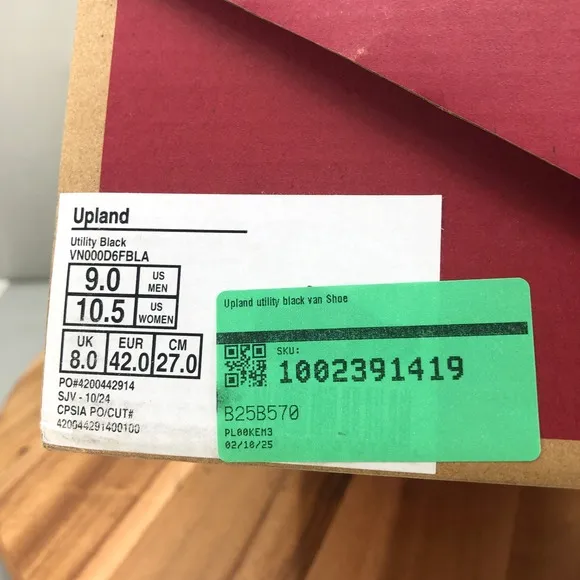 Upland
Utility Black
VN000D6FBLA
9.0 US MEN
10.5 US WOMEN
UK EUR CM
8.0 42.0 27.0
PO#4200442914
SJV - 10/24
CPSIA PO/CUT#
420044291400100
Upland utility black van Shoe
SKU:
1002391419
B25B570
PL00KEM3
02/10/25